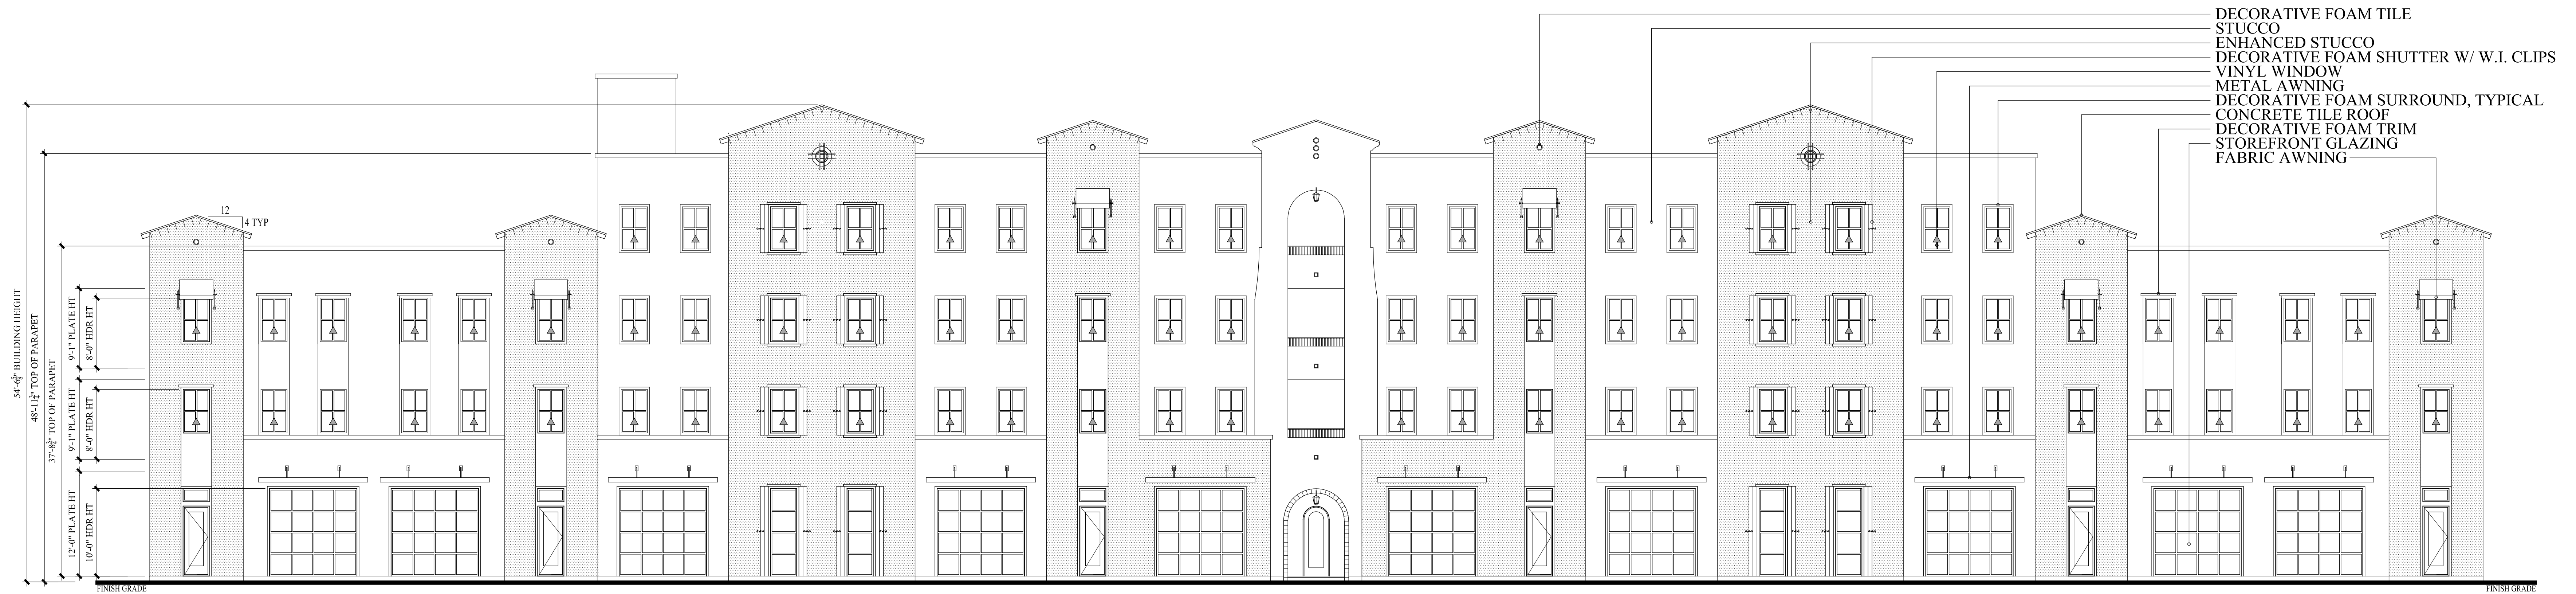 DECORATIVE FOAM TILE
STUCCO
ENHANCED STUCCO
DECORATIVE FOAM SHUTTER W/ W.I. CLIPS
VINYL WINDOW
METAL AWNING
DECORATIVE FOAM SURROUND, TYPICAL
CONCRETE TILE ROOF
DECORATIVE FOAM TRIM
STOREFRONT GLAZING
FABRIC AWNING
12
4 TYP
54'-6⅝" BUILDING HEIGHT
48'-11¾" TOP OF PARAPET
37'-8¾" TOP OF PARAPET
9'-1" PLATE HT
8'-0" HDR HT
9'-1" PLATE HT
8'-0" HDR HT
12'-0" PLATE HT
10'-0" HDR HT
FINISH GRADE
FINISH GRADE